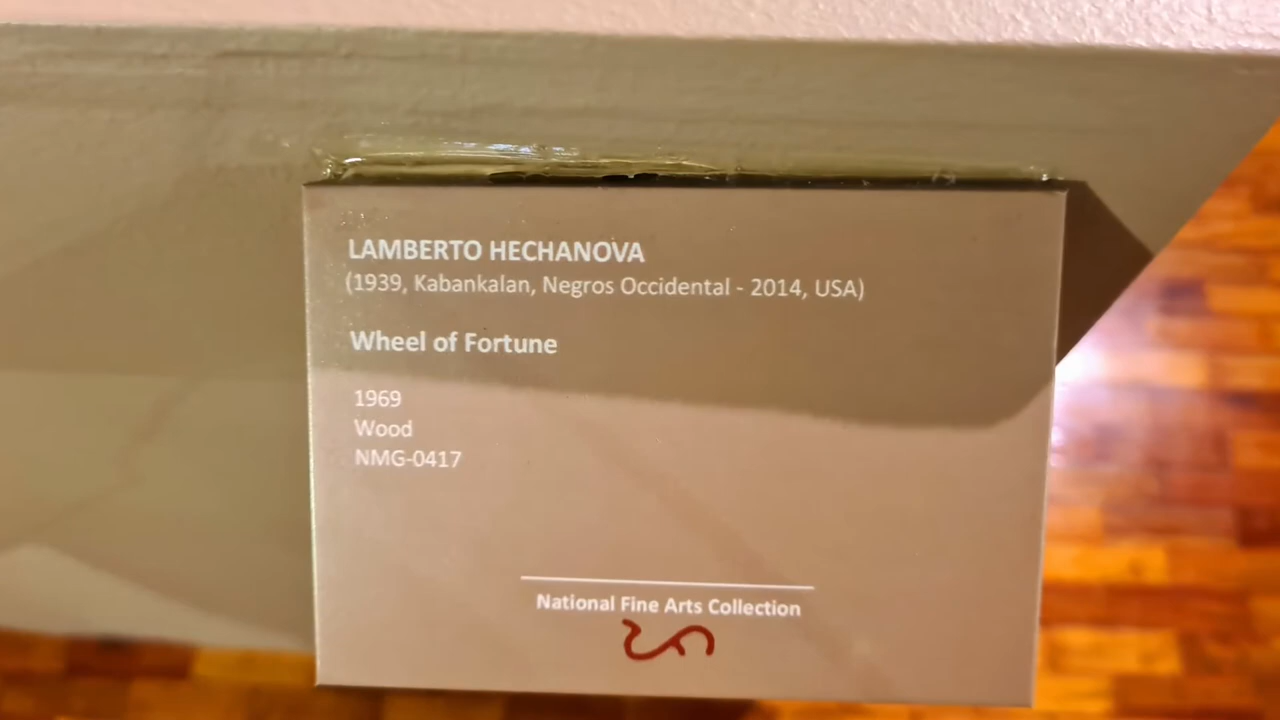 LAMBERTO HECHANOVA
(1939, Kabankalan, Negros Occidental - 2014, USA)
Wheel of Fortune
1969
Wood
NMG-0417
National Fine Arts Collection